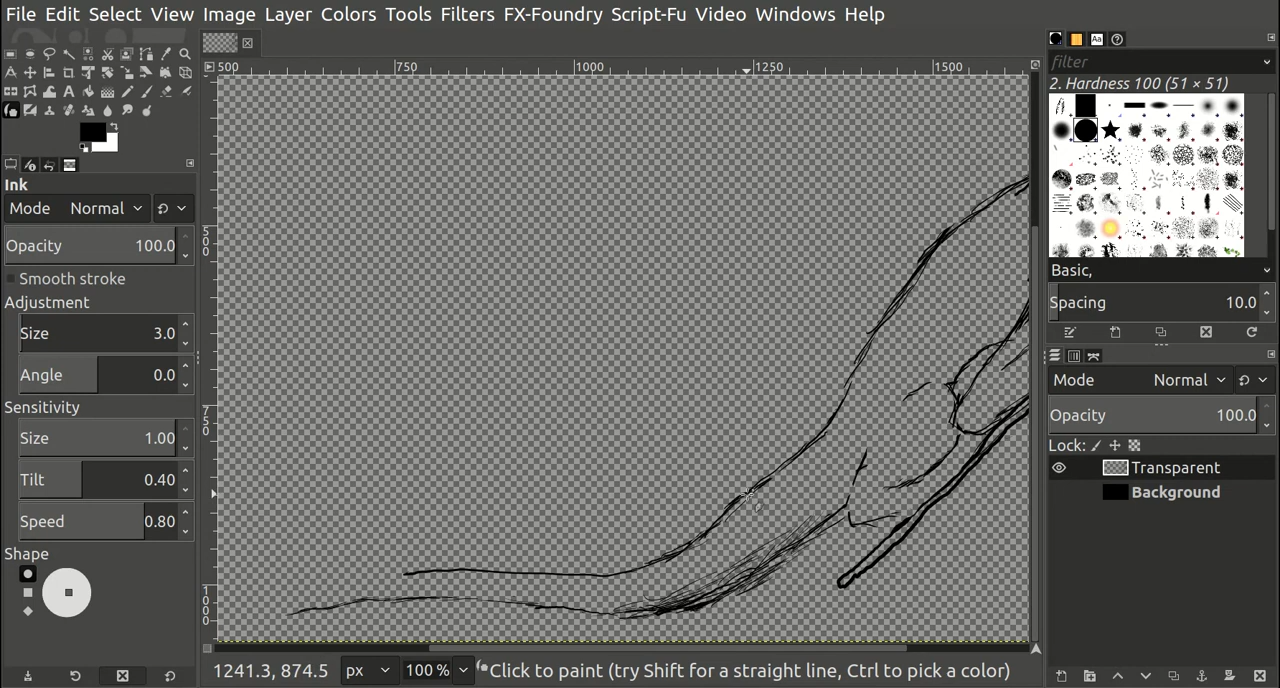 File Edit Select View Image Layer Colors Tools Filters FX-Foundry Script-Fu Video Windows Help
500 750 1000 1250 1500
500
750
1000
Ink
Mode Normal
Opacity 100.0
Smooth stroke
Adjustment
Size 3.0
Angle 0.0
Sensitivity
Size 1.00
Tilt 0.40
Speed 0.80
Shape
1241.3, 874.5 px 100 % Click to paint (try Shift for a straight line, Ctrl to pick a color)
Aa
filter
2. Hardness 100 (51 × 51)
Basic,
Spacing 10.0
Mode Normal
Opacity 100.0
Lock:
Transparent
Background